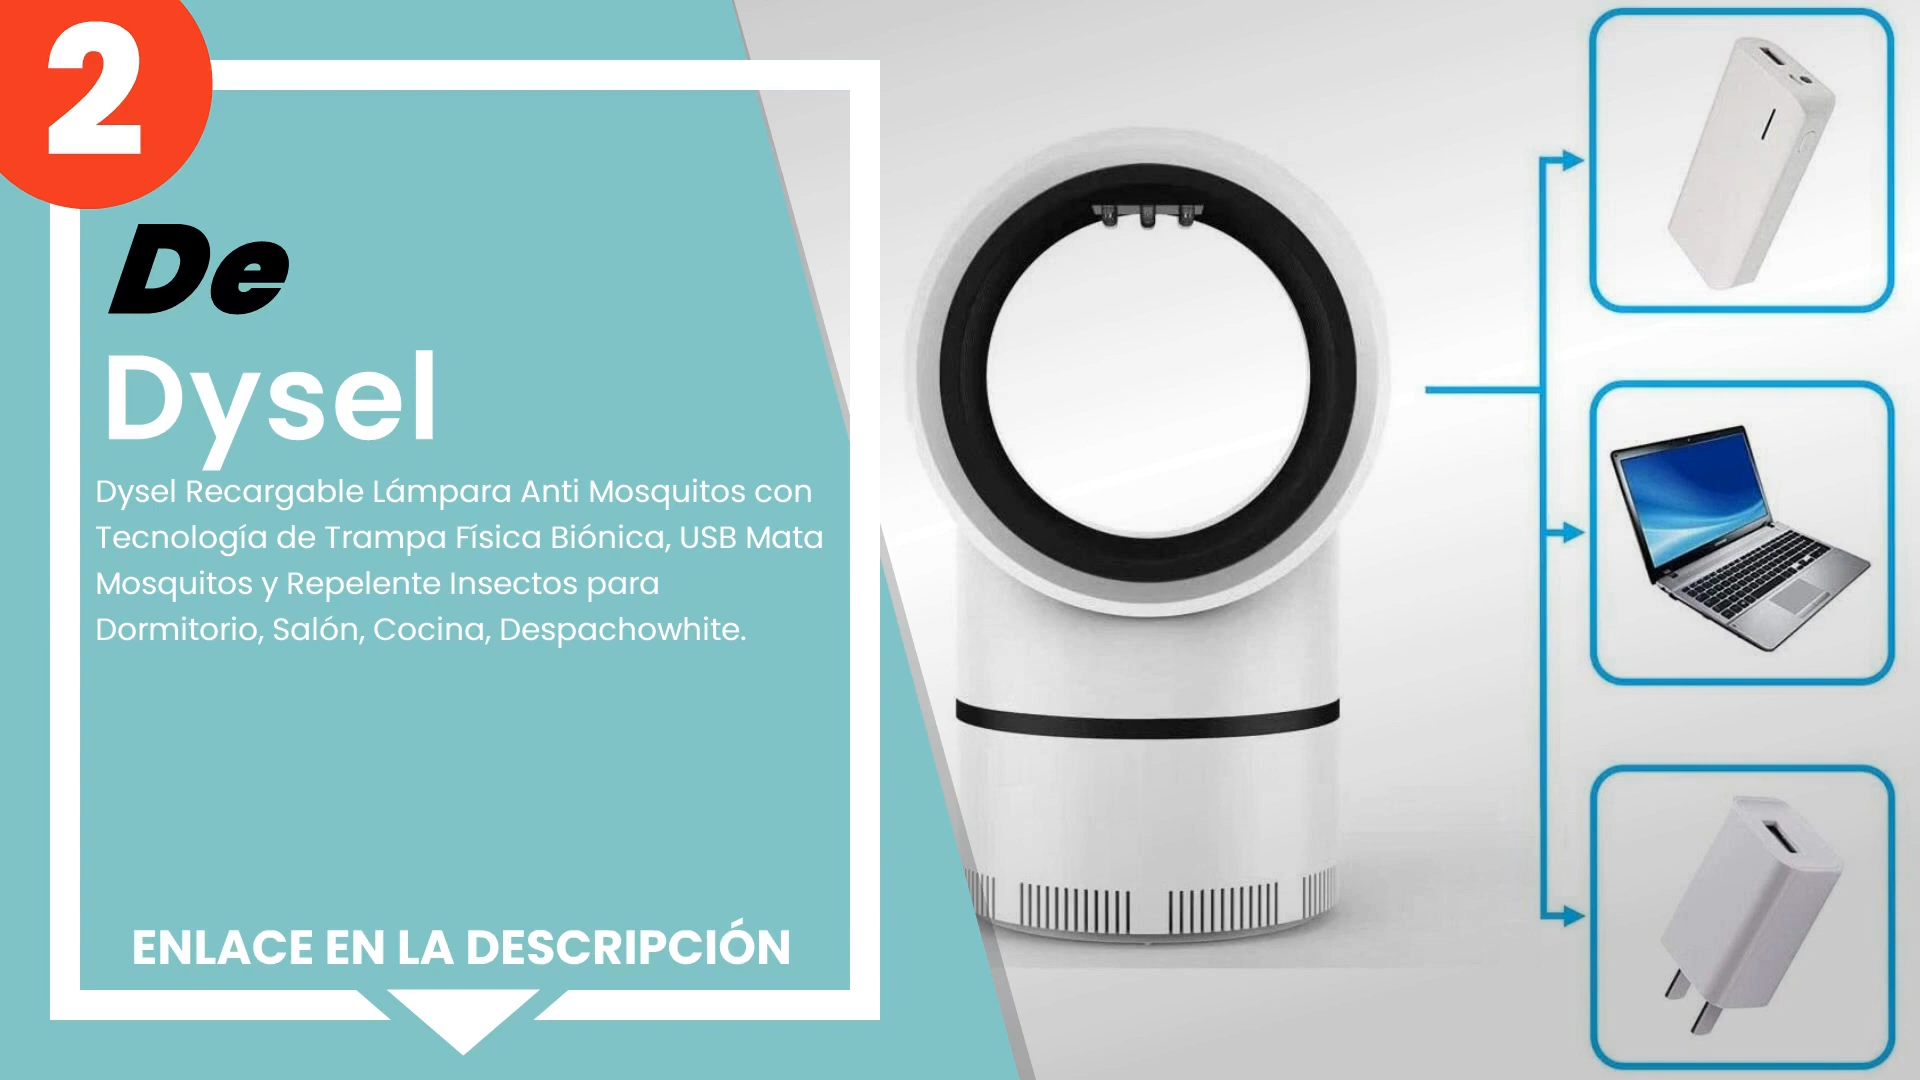 2
De
Dysel
Dysel Recargable Lámpara Anti Mosquitos con
Tecnología de Trampa Física Biónica, USB Mata
Mosquitos y Repelente Insectos para
Dormitorio, Salón, Cocina, Despachowhite.
ENLACE EN LA DESCRIPCIÓN